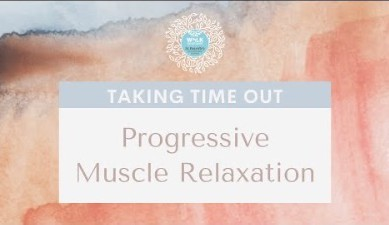 TAKING TIME OUT
Progressive
Muscle Relaxation